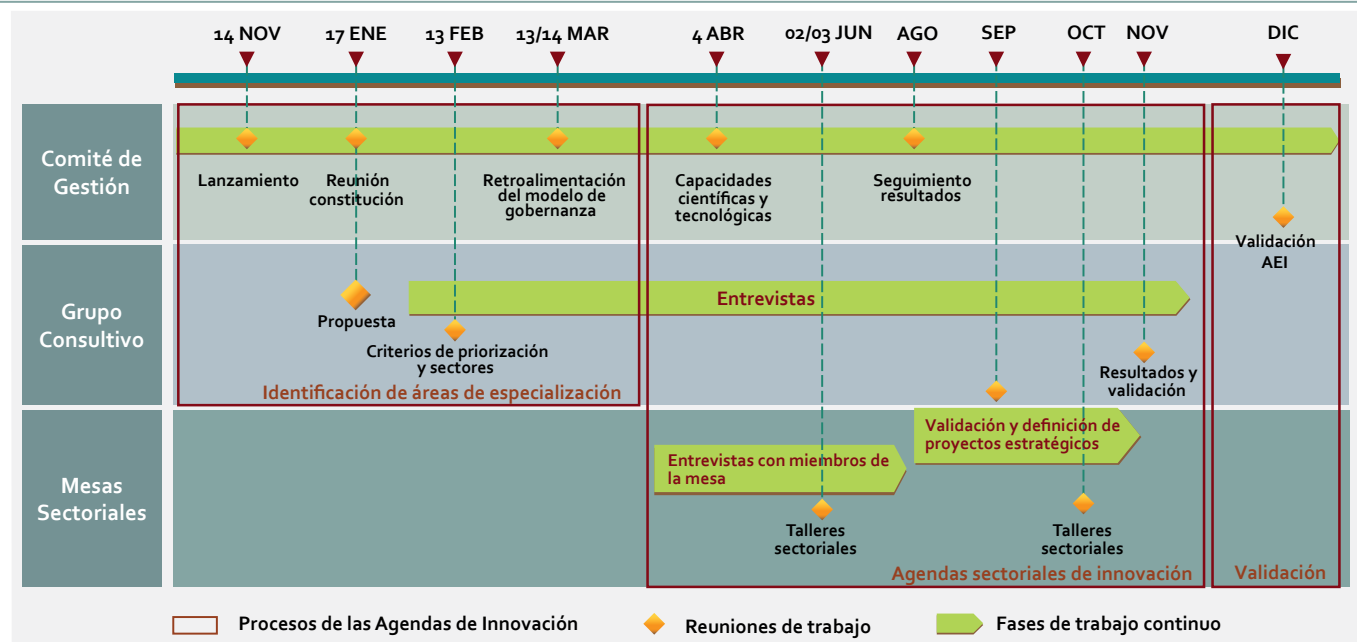 14 NOV
17 ENE
13 FEB
13/14 MAR
4 ABR
02/03 JUN
AGO
SEP
OCT
NOV
DIC
Comité de
Gestión
Lanzamiento
Reunión
constitución
Retroalimentación
del modelo de
gobernanza
Capacidades
científicas y
tecnológicas
Seguimiento
resultados
Validación
AEI
Grupo
Consultivo
Entrevistas
Propuesta
Criterios de priorización
y sectores
Resultados y
validación
Identificación de áreas de especialización
Mesas
Sectoriales
Entrevistas con miembros de
la mesa
Validación y definición de
proyectos estratégicos
Talleres
sectoriales
Talleres
sectoriales
Agendas sectoriales de innovación
Validación
Procesos de las Agendas de Innovación
Reuniones de trabajo
Fases de trabajo continuo